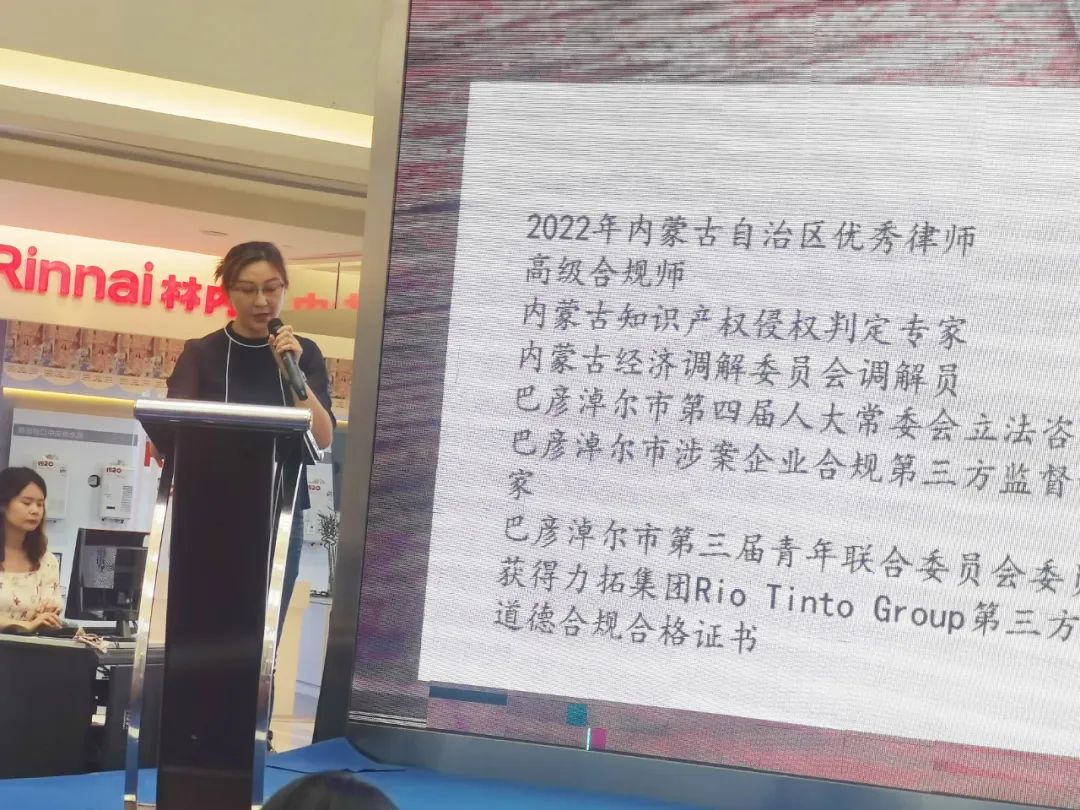 Rinnai 林内
2022年内蒙古自治区优秀律师
高级合规师
内蒙古知识产权侵权判定专家
内蒙古经济调解委员会调解员
巴彦淖尔市第四届人大常委会立法咨
巴彦淖尔市涉案企业合规第三方监督
家
巴彦淖尔市第三届青年联合委员会委员
获得力拓集团Rio Tinto Group第三方
道德合规合格证书